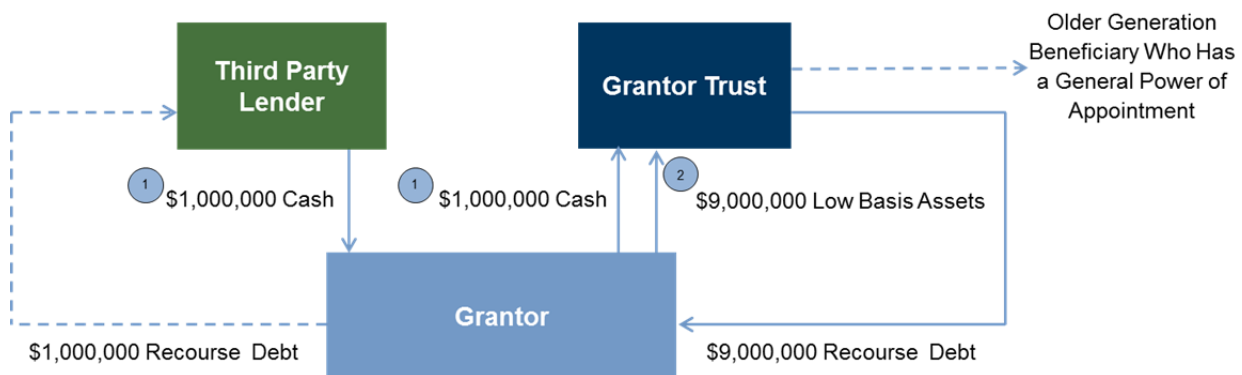 Older Generation
Beneficiary Who Has
a General Power of
Appointment
Third Party
Lender
Grantor Trust
1
$1,000,000 Cash
1
$1,000,000 Cash
2
$9,000,000 Low Basis Assets
Grantor
$1,000,000 Recourse Debt
$9,000,000 Recourse Debt